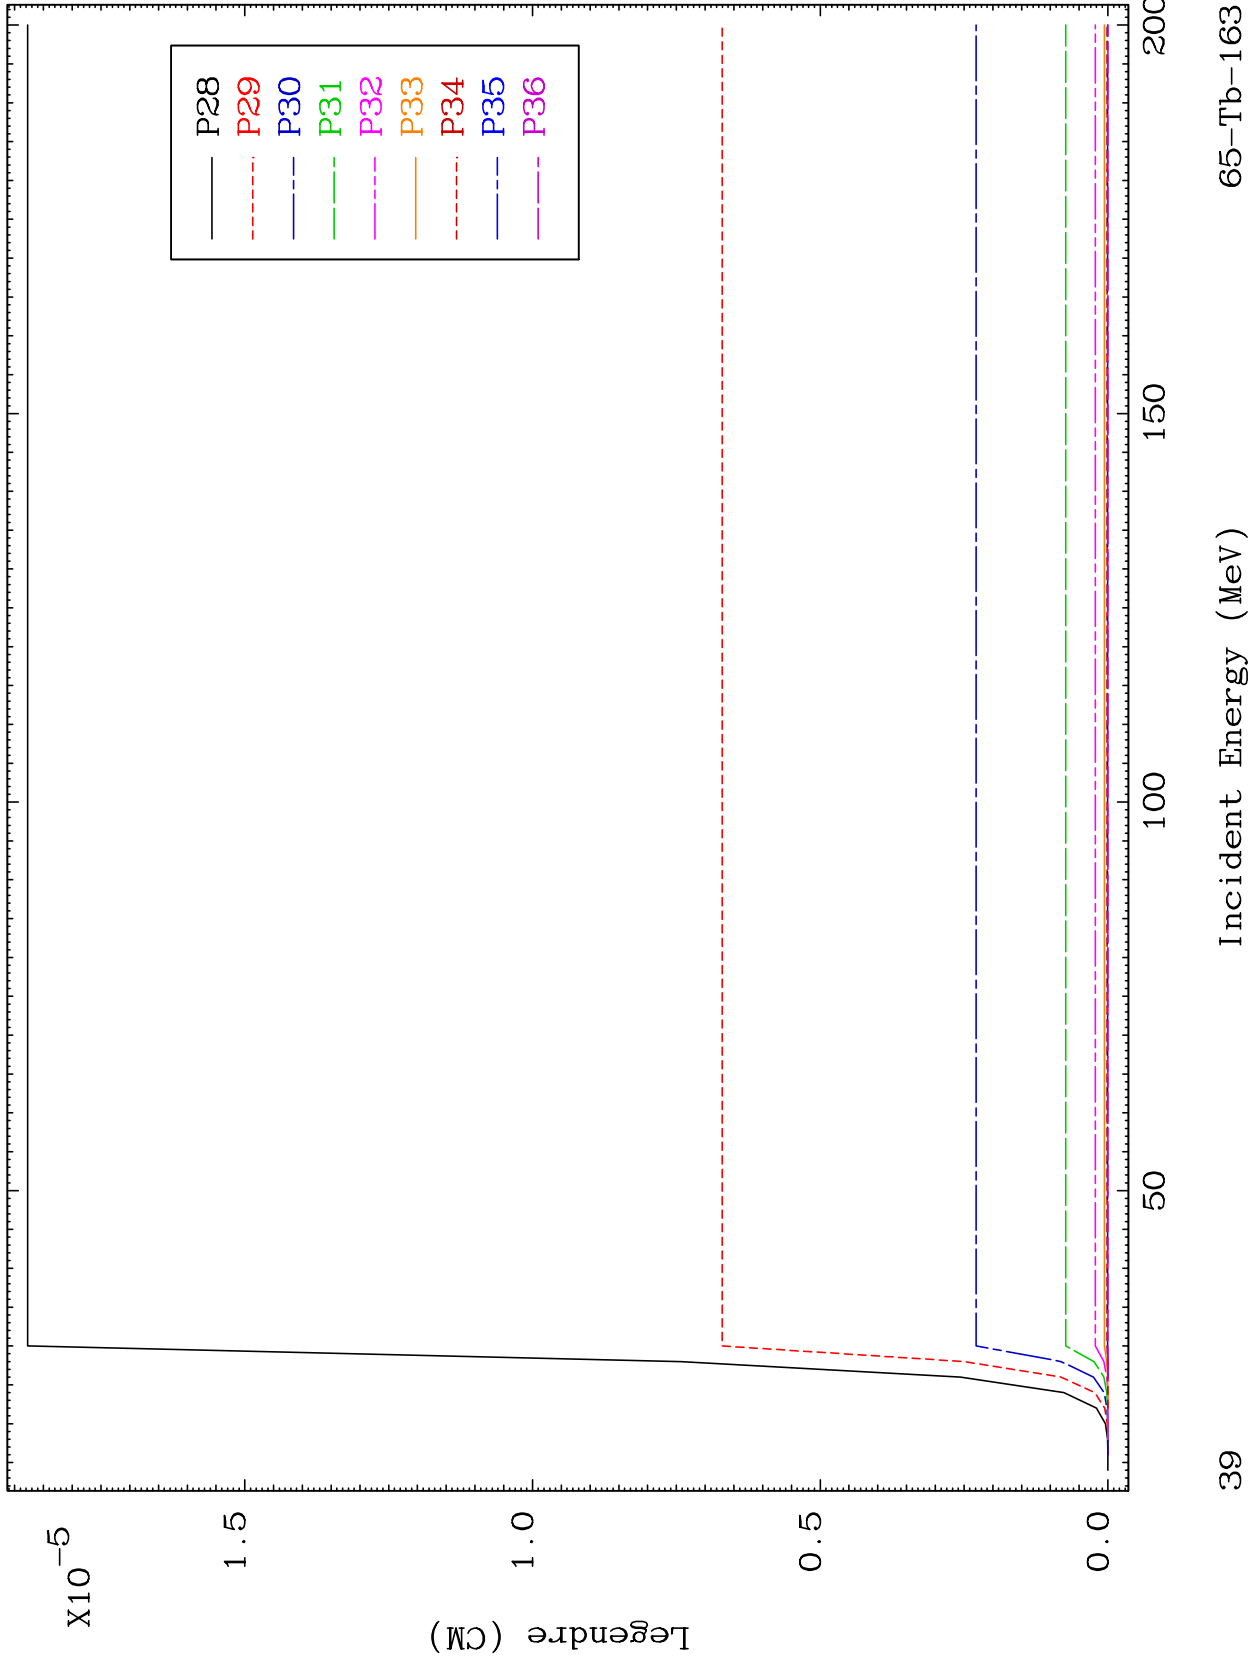 X10-5
1.5
1.0
0.5
0.0
Legendre (CM)
P28
P29
P30
P31
P32
P33
P34
P35
P36
50
100
150
200
39
Incident Energy (MeV)
65-Tb-163